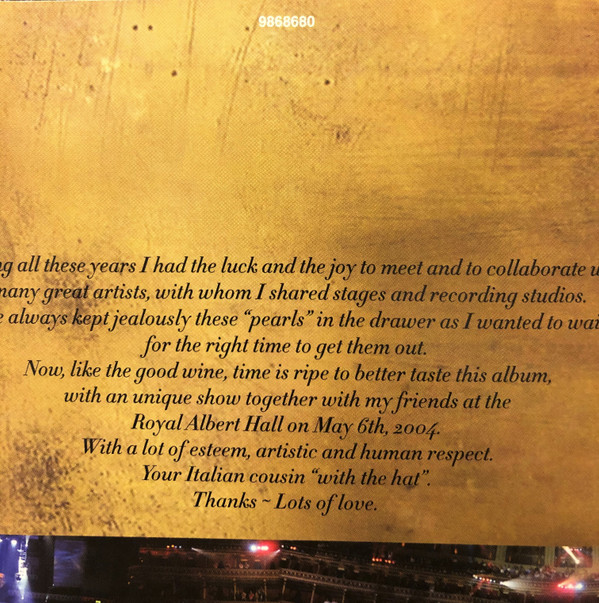 9868680
g all these years I had the luck and the joy to meet and to collaborate
many great artists, with whom I shared stages and recording studios.
always kept jealously these “pearls” in the drawer as I wanted to wai
for the right time to get them out.
Now, like the good wine, time is ripe to better taste this album,
with an unique show together with my friends at the
Royal Albert Hall on May 6th, 2004.
With a lot of esteem, artistic and human respect.
Your Italian cousin “with the hat”.
Thanks ~ Lots of love.